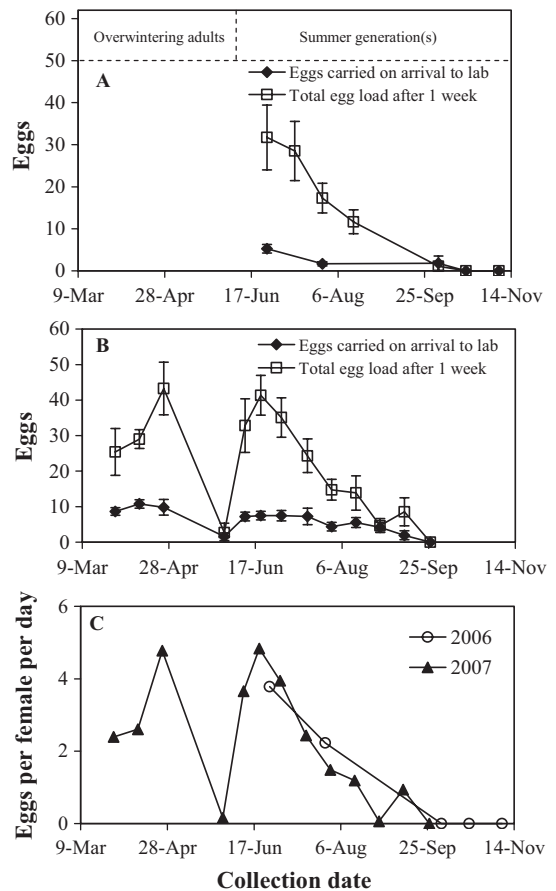 Overwintering adults Summer generation(s)
60
50
40
30
20
10
0
Eggs
A
Eggs carried on arrival to lab
Total egg load after 1 week
9-Mar 28-Apr 17-Jun 6-Aug 25-Sep 14-Nov
60
50
40
30
20
10
0
Eggs
B
Eggs carried on arrival to lab
Total egg load after 1 week
9-Mar 28-Apr 17-Jun 6-Aug 25-Sep 14-Nov
6
4
2
0
Eggs per female per day
C
2006
2007
9-Mar 28-Apr 17-Jun 6-Aug 25-Sep 14-Nov
Collection date